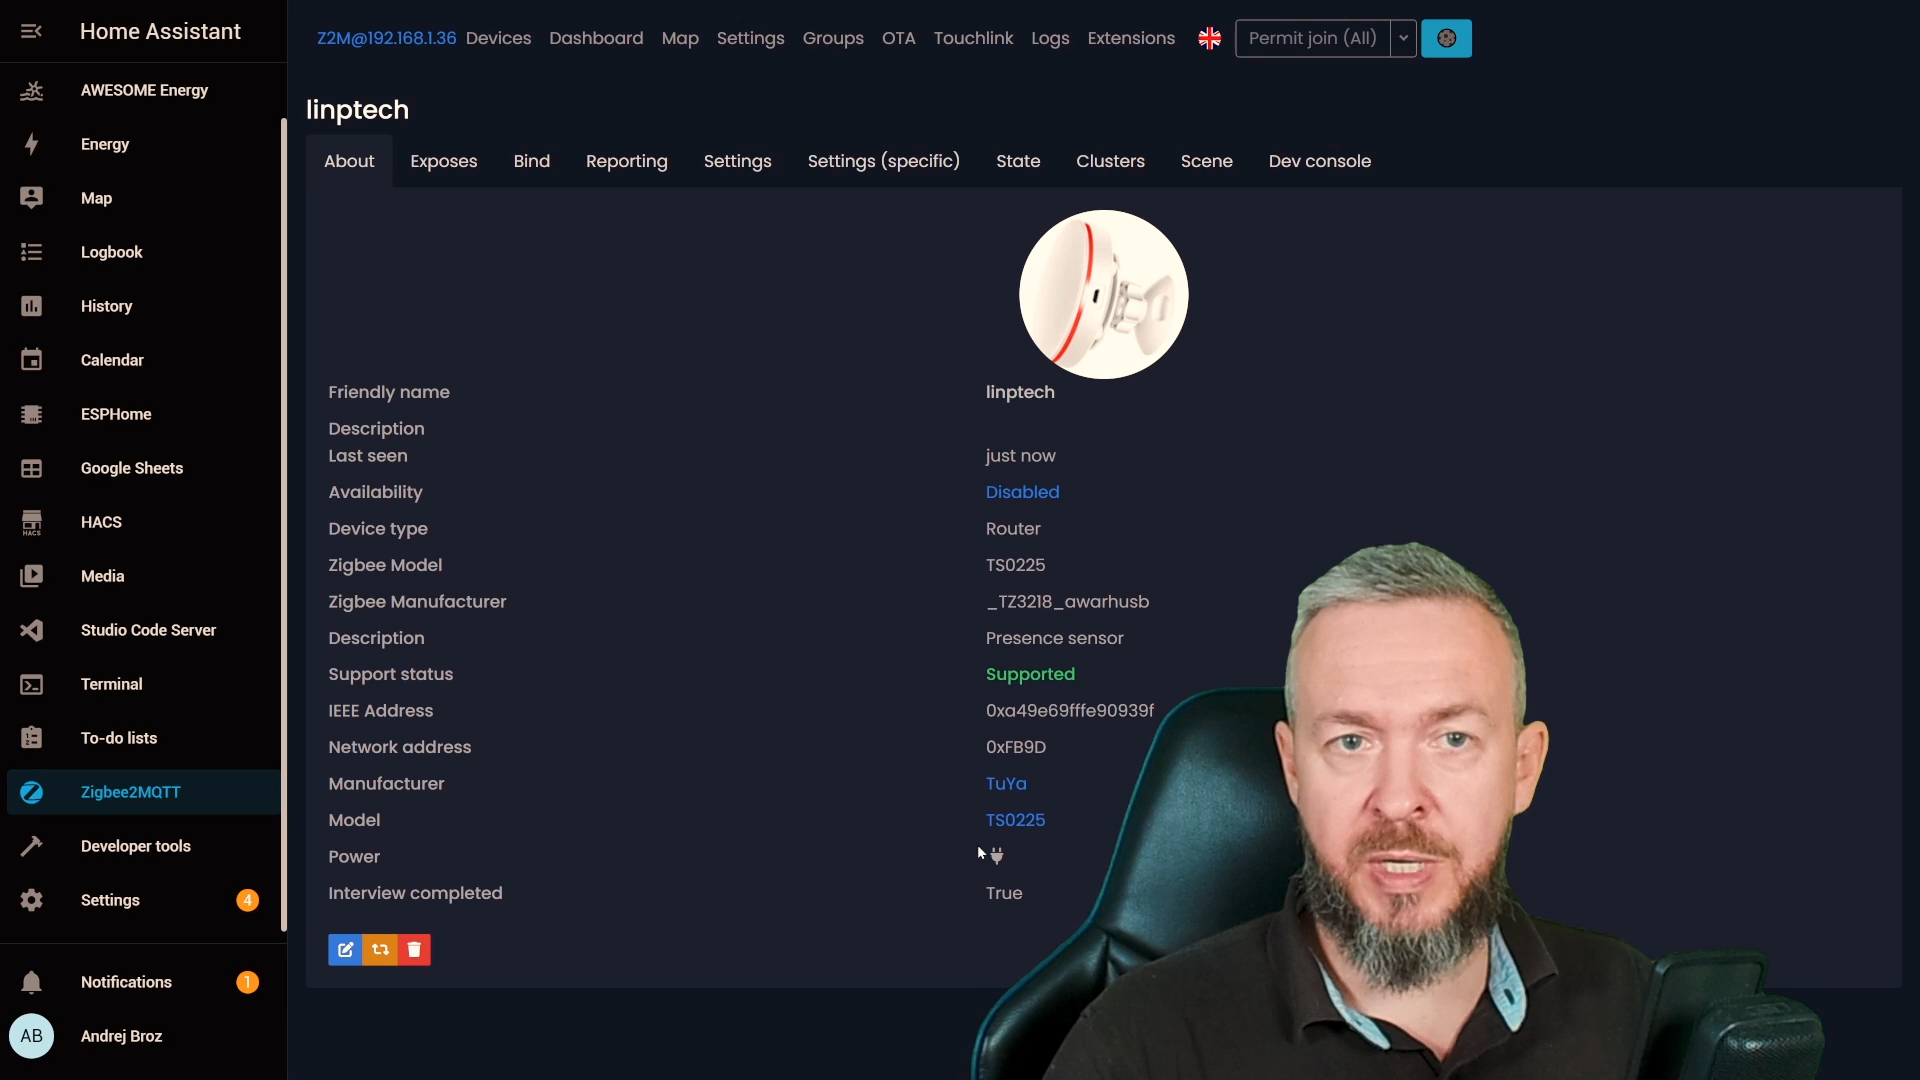 Home Assistant
AWESOME Energy
Energy
Map
Logbook
History
Calendar
ESPHome
Google Sheets
HACS
HACS
Media
Studio Code Server
Terminal
To-do lists
Zigbee2MQTT
Developer tools
Settings 4
Notifications 1
AB Andrej Broz
Z2M@192.168.1.36 Devices Dashboard Map Settings Groups OTA Touchlink Logs Extensions Permit join (All)
linptech
About Exposes Bind Reporting Settings Settings (specific) State Clusters Scene Dev console
Friendly name linptech
Description
Last seen just now
Availability Disabled
Device type Router
Zigbee Model TS0225
Zigbee Manufacturer _TZ3218_awarhusb
Description Presence sensor
Support status Supported
IEEE Address 0xa49e69fffe90939f
Network address 0xFB9D
Manufacturer TuYa
Model TS0225
Power
Interview completed True